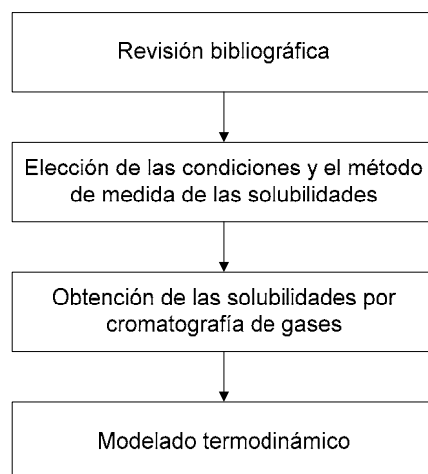 Revisión bibliográfica
Elección de las condiciones y el método
de medida de las solubilidades
Obtención de las solubilidades por
cromatografía de gases
Modelado termodinámico